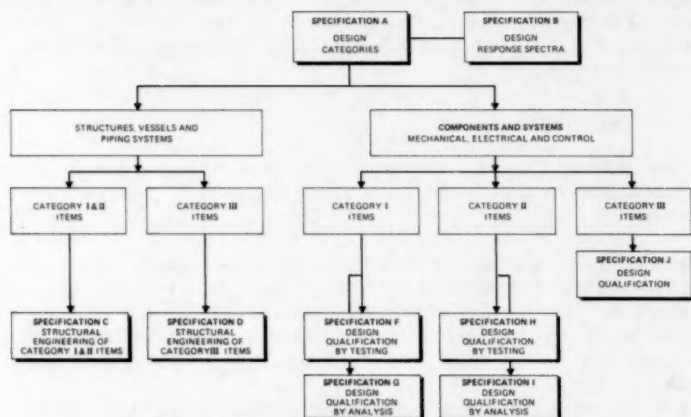 SPECIFICATION A
DESIGN
CATEGORIES
SPECIFICATION B
DESIGN
RESPONSE SPECTRA
STRUCTURES, VESSELS AND
PIPING SYSTEMS
COMPONENTS AND SYSTEMS
MECHANICAL, ELECTRICAL AND CONTROL
CATEGORY I & II
ITEMS
CATEGORY III
ITEMS
CATEGORY I
ITEMS
CATEGORY II
ITEMS
CATEGORY III
ITEMS
SPECIFICATION J
DESIGN
QUALIFICATION
SPECIFICATION C
STRUCTURAL
ENGINEERING OF
CATEGORY I & II ITEMS
SPECIFICATION D
STRUCTURAL
ENGINEERING OF
CATEGORY III ITEMS
SPECIFICATION F
DESIGN
QUALIFICATION
BY TESTING
SPECIFICATION H
DESIGN
QUALIFICATION
BY TESTING
SPECIFICATION G
DESIGN
QUALIFICATION
BY ANALYSIS
SPECIFICATION I
DESIGN
QUALIFICATION
BY ANALYSIS